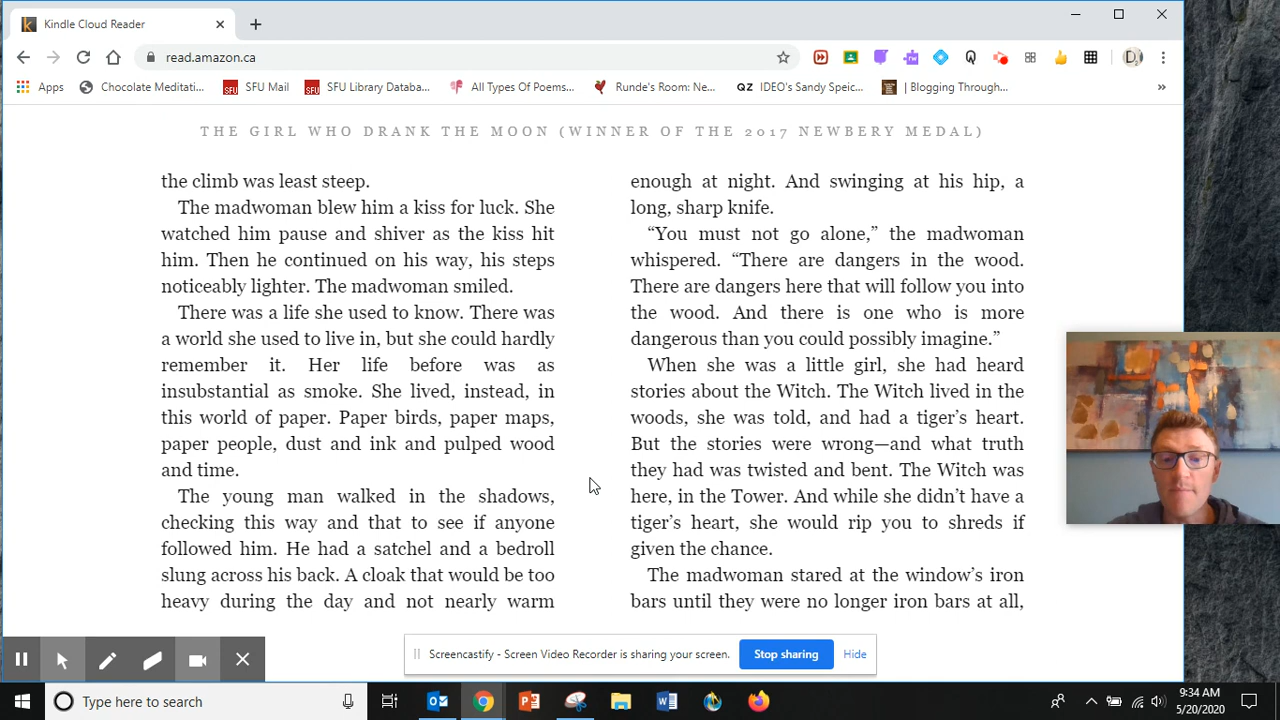 Kindle Cloud Reader
read.amazon.ca
Apps
Chocolate Meditati...
SFU Mail
SFU Library Databa...
All Types Of Poems...
Runde's Room: Ne...
QZ IDEO's Sandy Speic...
| Blogging Through...
»
THE GIRL WHO DRANK THE MOON (WINNER OF THE 2017 NEWBERY MEDAL)
the climb was least steep.
The madwoman blew him a kiss for luck. She
watched him pause and shiver as the kiss hit
him. Then he continued on his way, his steps
noticeably lighter. The madwoman smiled.
There was a life she used to know. There was
a world she used to live in, but she could hardly
remember it. Her life before was as
insubstantial as smoke. She lived, instead, in
this world of paper. Paper birds, paper maps,
paper people, dust and ink and pulped wood
and time.
The young man walked in the shadows,
checking this way and that to see if anyone
followed him. He had a satchel and a bedroll
slung across his back. A cloak that would be too
heavy during the day and not nearly warm
enough at night. And swinging at his hip, a
long, sharp knife.
“You must not go alone,” the madwoman
whispered. “There are dangers in the wood.
There are dangers here that will follow you into
the wood. And there is one who is more
dangerous than you could possibly imagine.”
When she was a little girl, she had heard
stories about the Witch. The Witch lived in the
woods, she was told, and had a tiger’s heart.
But the stories were wrong—and what truth
they had was twisted and bent. The Witch was
here, in the Tower. And while she didn’t have a
tiger’s heart, she would rip you to shreds if
given the chance.
The madwoman stared at the window’s iron
bars until they were no longer iron bars at all,
Screencastify - Screen Video Recorder is sharing your screen.
Stop sharing
Hide
Type here to search
9:34 AM
5/20/2020